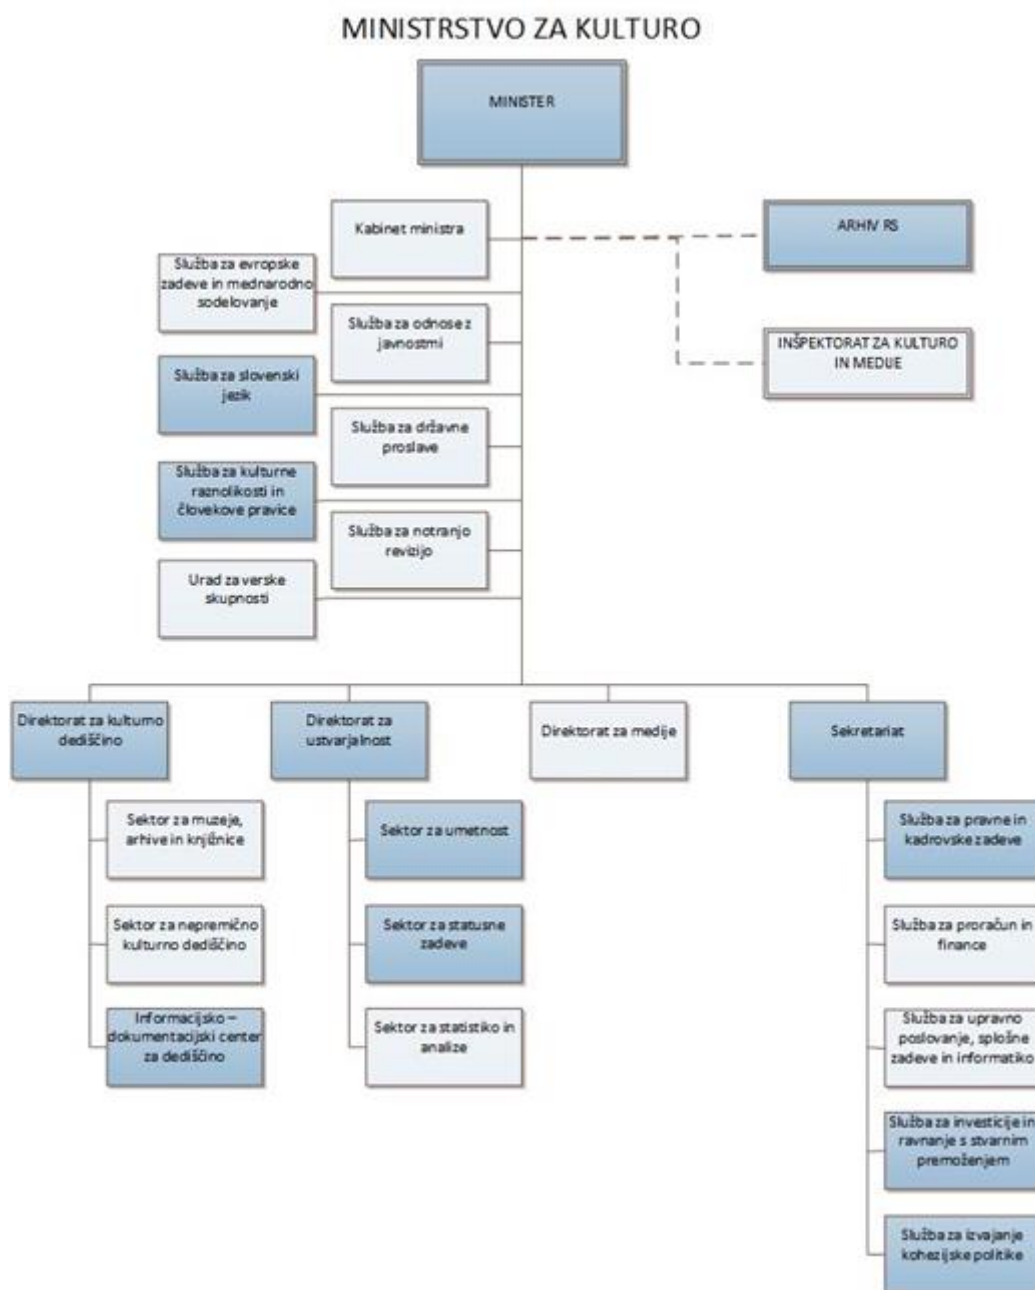 MINISTRSTVO ZA KULTURO
MINISTER
Kabinet ministra
ARHIV RS
Služba za evropske
zadeve in mednarodno
sodelovanje
Služba za odnose z
javnostmi
INŠPEKTORAT ZA KULTURO
IN MEDIJE
Služba za slovenski
jezik
Služba za državne
proslave
Služba za kulturne
raznolikosti in
človekove pravice
Služba za notranjo
revizijo
Urad za verske
skupnosti
Direktorat za kulturno
dediščino
Direktorat za
ustvarjalnost
Direktorat za medije
Sekretariat
Sektor za muzeje,
arhive in knjižnice
Sektor za umetnost
Služba za pravne in
kadrovske zadeve
Sektor za nepremično
kulturno dediščino
Sektor za statusne
zadeve
Služba za proračun in
finance
Informacijsko –
dokumentacijski center
za dediščino
Sektor za statistiko in
analize
Služba za upravno
poslovanje, splošne
zadeve in informatiko
Služba za investicije in
ravnanje s stvarnim
premoženjem
Služba za izvajanje
kohezijske politike